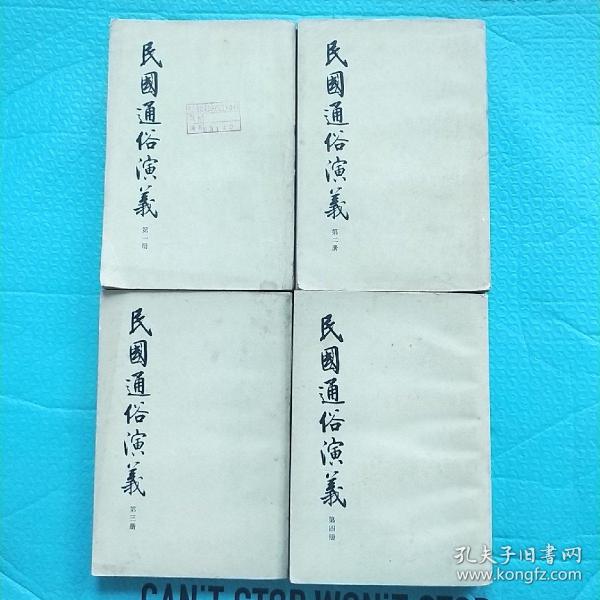 民國通俗演義
第一册
民國通俗演義
第二册
民國通俗演義
第三册
民國通俗演義
第四册
孔夫子旧書网
www.kongfz.com
CAN'T STOP WON'T STOP